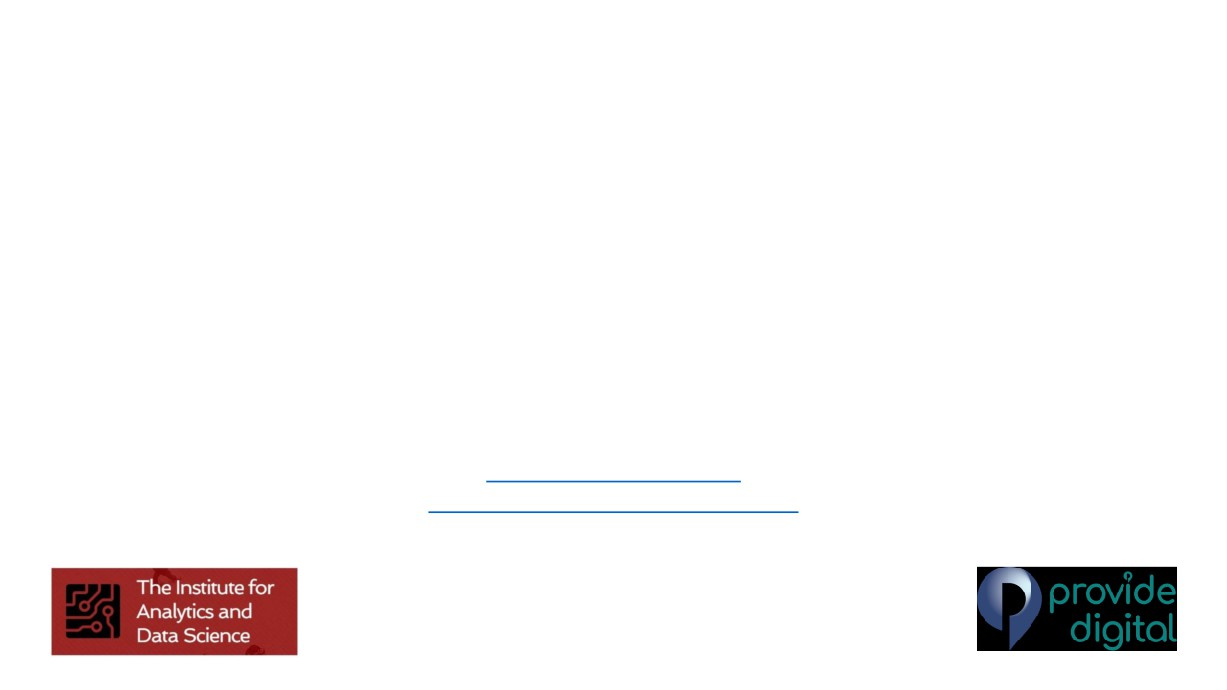 The Institute for
Analytics and
Data Science
provide
digital